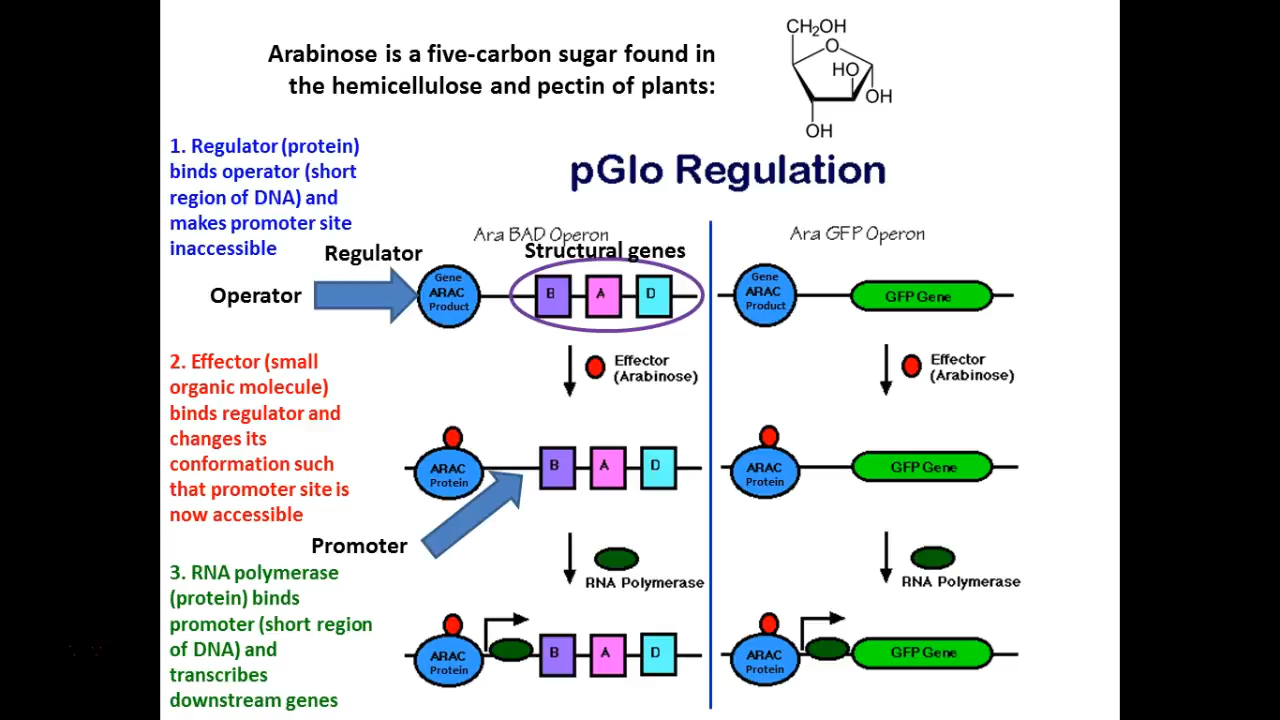 Arabinose is a five-carbon sugar found in
the hemicellulose and pectin of plants:
CH₂OH
O
HO
OH
OH
pGlo Regulation
1. Regulator (protein)
binds operator (short
region of DNA) and
makes promoter site
inaccessible
Ara BAD Operon
Ara GFP Operon
Regulator
Structural genes
Operator
Gene
ARAC
Product
B
A
D
Gene
ARAC
Product
GFP Gene
2. Effector (small
organic molecule)
binds regulator and
changes its
conformation such
that promoter site is
now accessible
Effector
(Arabinose)
Effector
(Arabinose)
ARAC
Protein
B
A
D
ARAC
Protein
GFP Gene
Promoter
3. RNA polymerase
(protein) binds
promoter (short region
of DNA) and
transcribes
downstream genes
RNA Polymerase
RNA Polymerase
ARAC
Protein
B
A
D
ARAC
Protein
GFP Gene